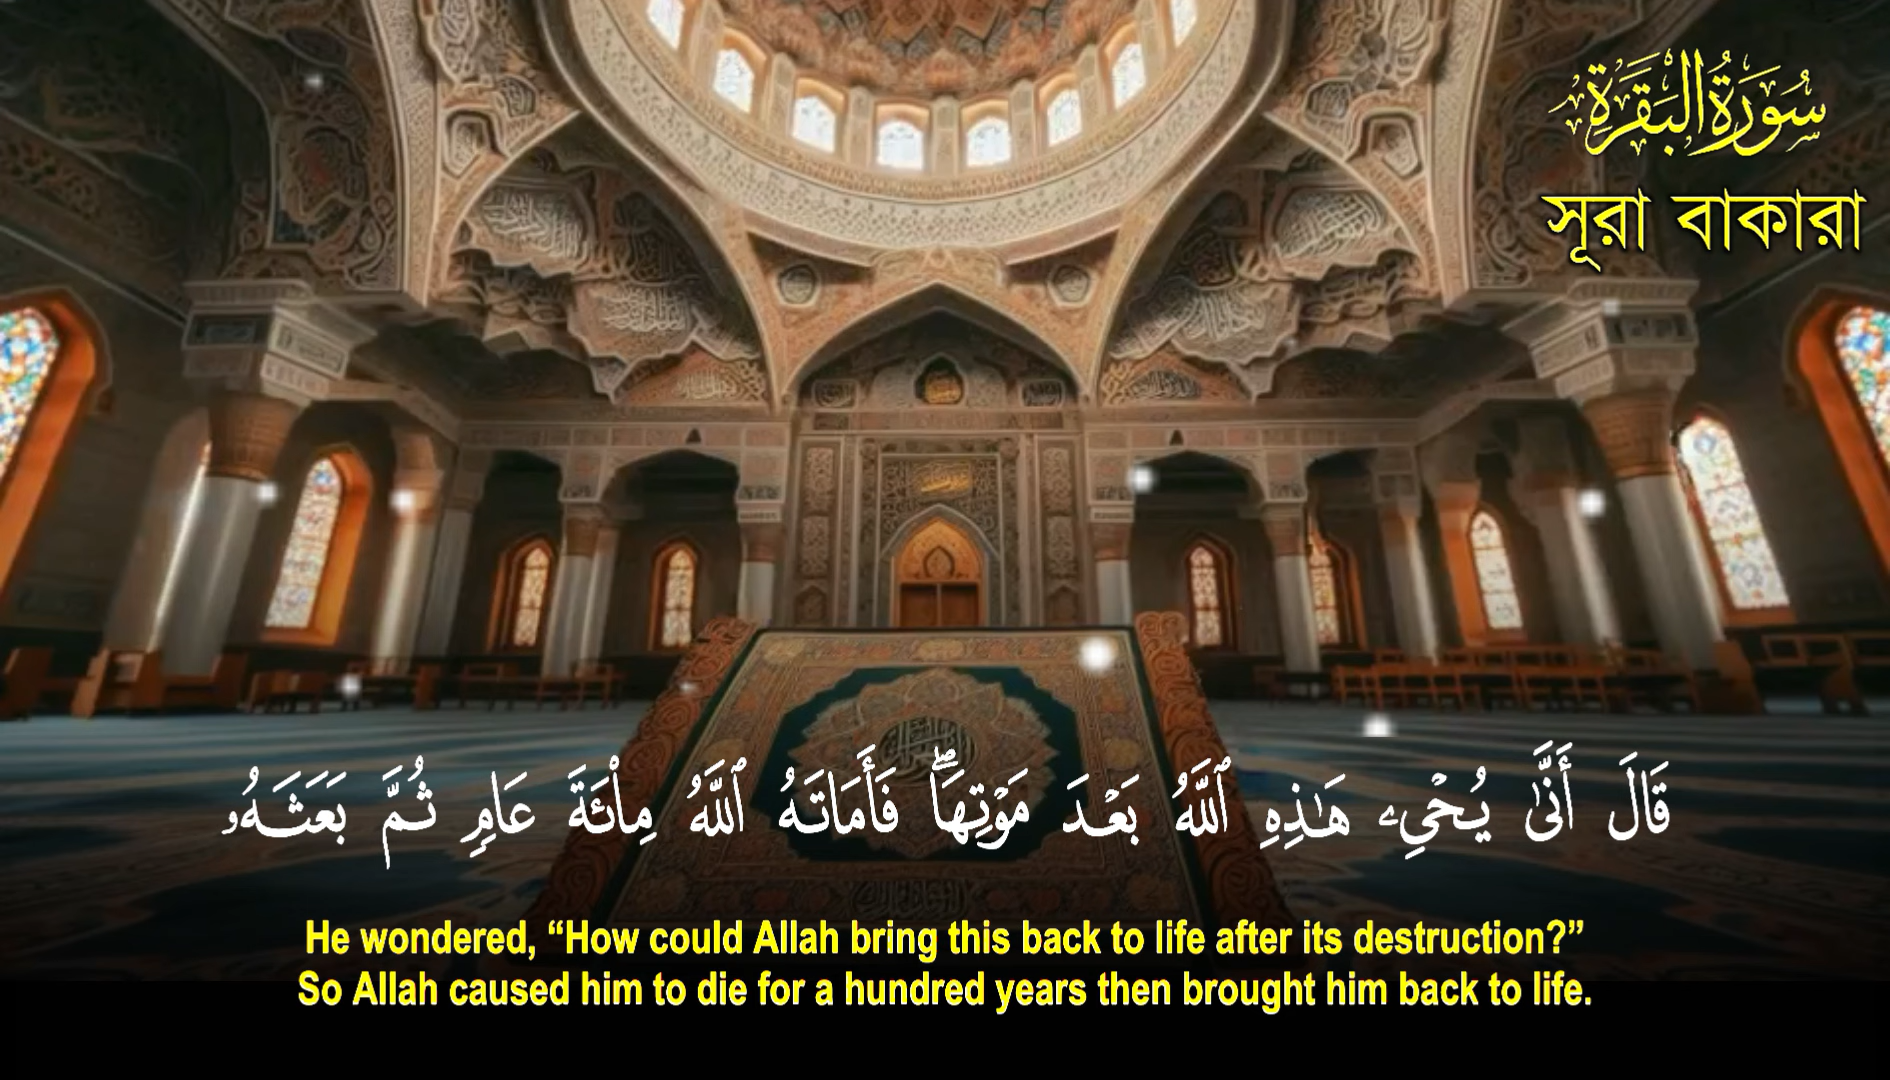 سُورَةُ الْبَقَرَةِ
সূরা বাকারা
قَالَ أَنَّىٰ يُحْىِۦ هَـٰذِهِ ٱللَّهُ بَعْدَ مَوْتِهَا ۖ فَأَمَاتَهُ ٱللَّهُ مِا۟ئَةَ عَامٍ ثُمَّ بَعَثَهُۥ
He wondered, “How could Allah bring this back to life after its destruction?”
So Allah caused him to die for a hundred years then brought him back to life.